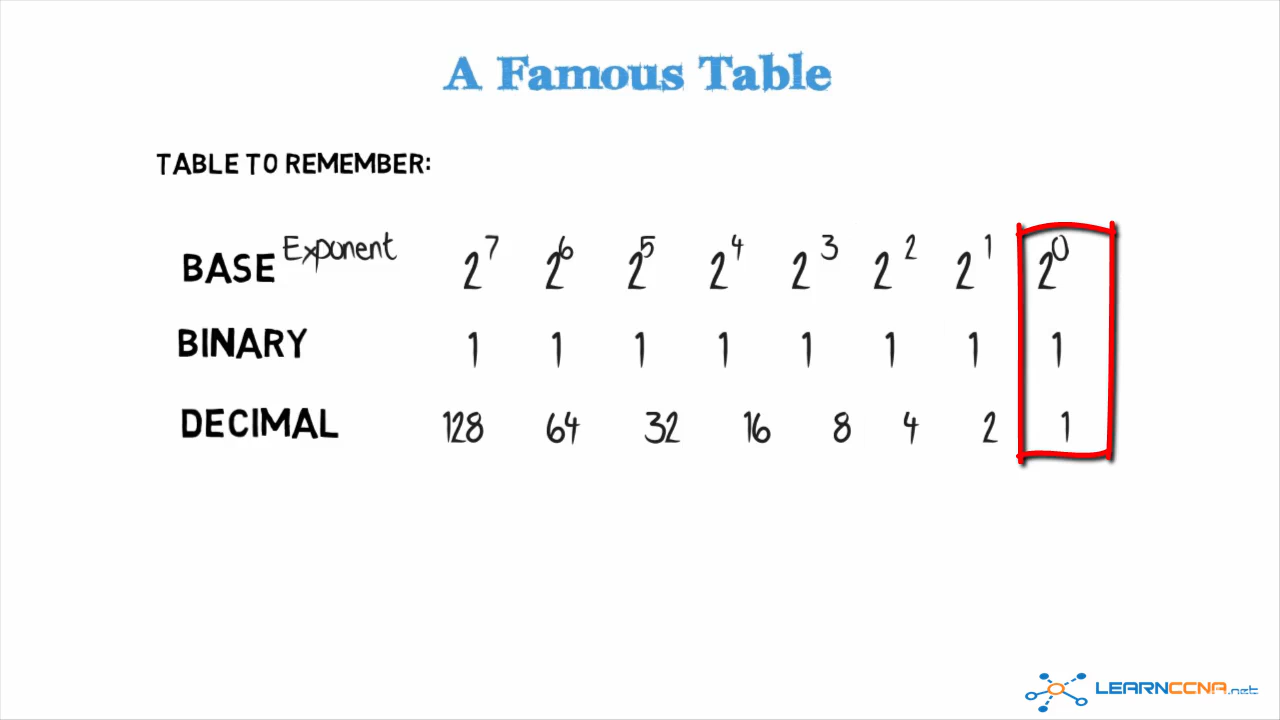 A Famous Table
TABLE TO REMEMBER:
BASE Exponent 2⁷ 2⁶ 2⁵ 2⁴ 2³ 2² 2¹ 2⁰
BINARY 1 1 1 1 1 1 1 1
DECIMAL 128 64 32 16 8 4 2 1
LEARNCCNA.net